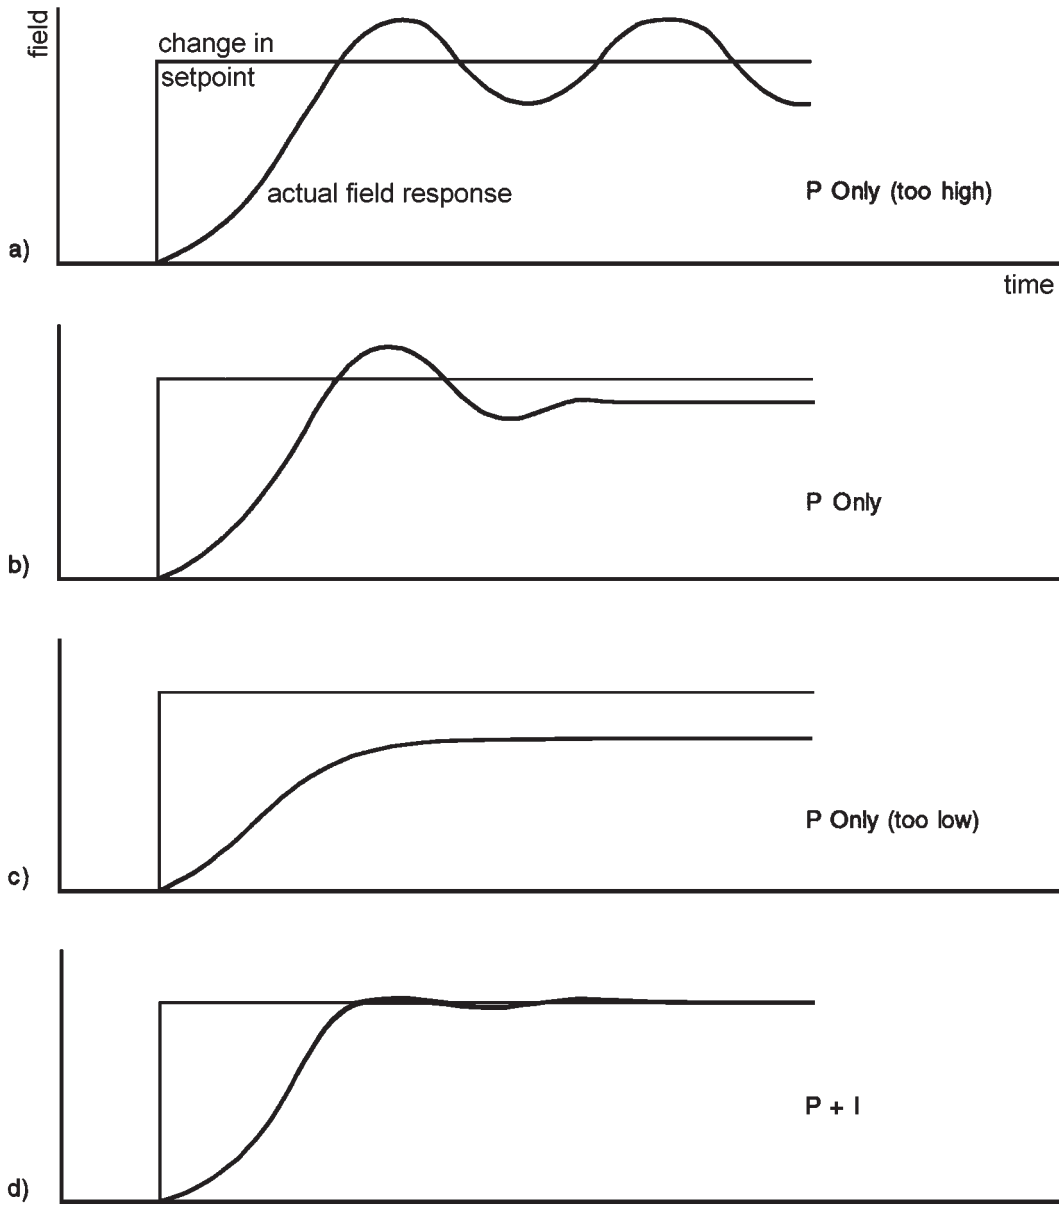 field
change in
setpoint
actual field response
P Only (too high)
a)
time
P Only
b)
P Only (too low)
c)
P + I
d)